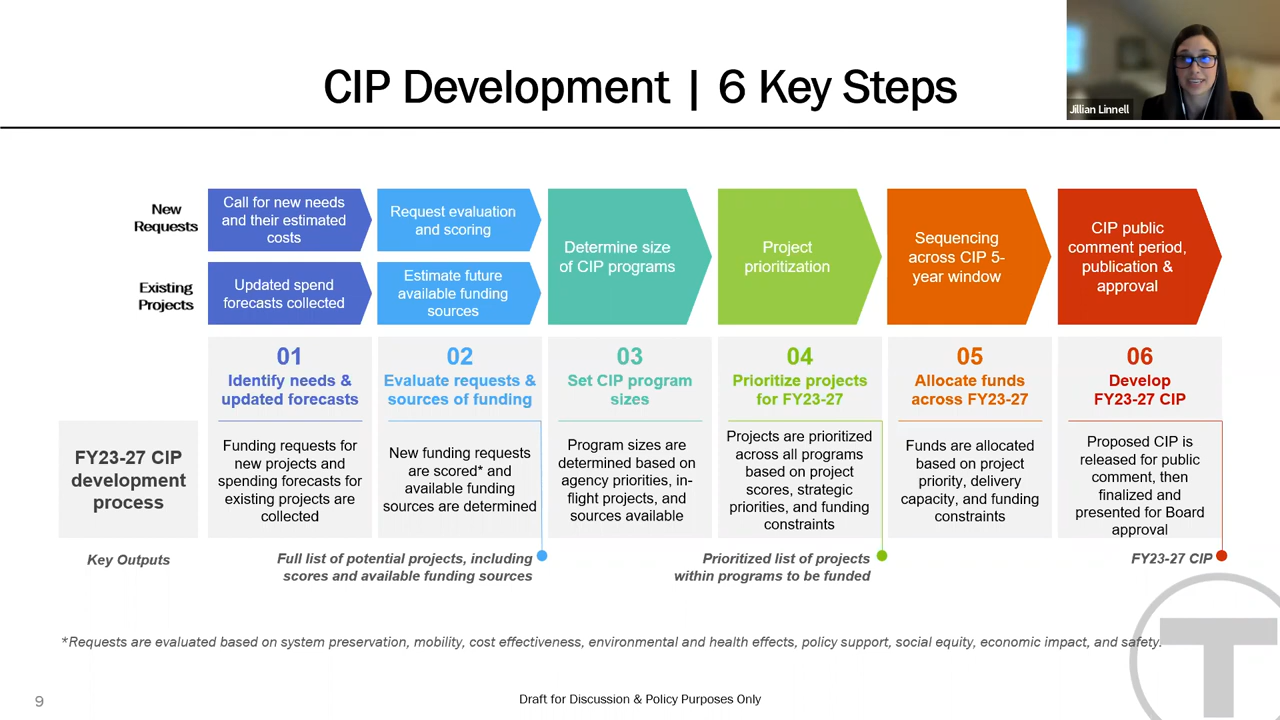 CIP Development | 6 Key Steps
Jillian Linnell
New
Requests
Call for new needs
and their estimated
costs
Request evaluation
and scoring
Existing
Projects
Updated spend
forecasts collected
Estimate future
available funding
sources
Determine size
of CIP programs
Project
prioritization
Sequencing
across CIP 5-
year window
CIP public
comment period,
publication &
approval
01
Identify needs &
updated forecasts
02
Evaluate requests &
sources of funding
03
Set CIP program
sizes
04
Prioritize projects
for FY23-27
05
Allocate funds
across FY23-27
06
Develop
FY23-27 CIP
FY23-27 CIP
development
process
Funding requests for
new projects and
spending forecasts for
existing projects are
collected
New funding requests
are scored* and
available funding
sources are determined
Program sizes are
determined based on
agency priorities, in-
flight projects, and
sources available
Projects are prioritized
across all programs
based on project
scores, strategic
priorities, and funding
constraints
Funds are allocated
based on project
priority, delivery
capacity, and funding
constraints
Proposed CIP is
released for public
comment, then
finalized and
presented for Board
approval
Key Outputs
Full list of potential projects, including
scores and available funding sources
Prioritized list of projects
within programs to be funded
FY23-27 CIP
*Requests are evaluated based on system preservation, mobility, cost effectiveness, environmental and health effects, policy support, social equity, economic impact, and safety.
T
9
Draft for Discussion & Policy Purposes Only